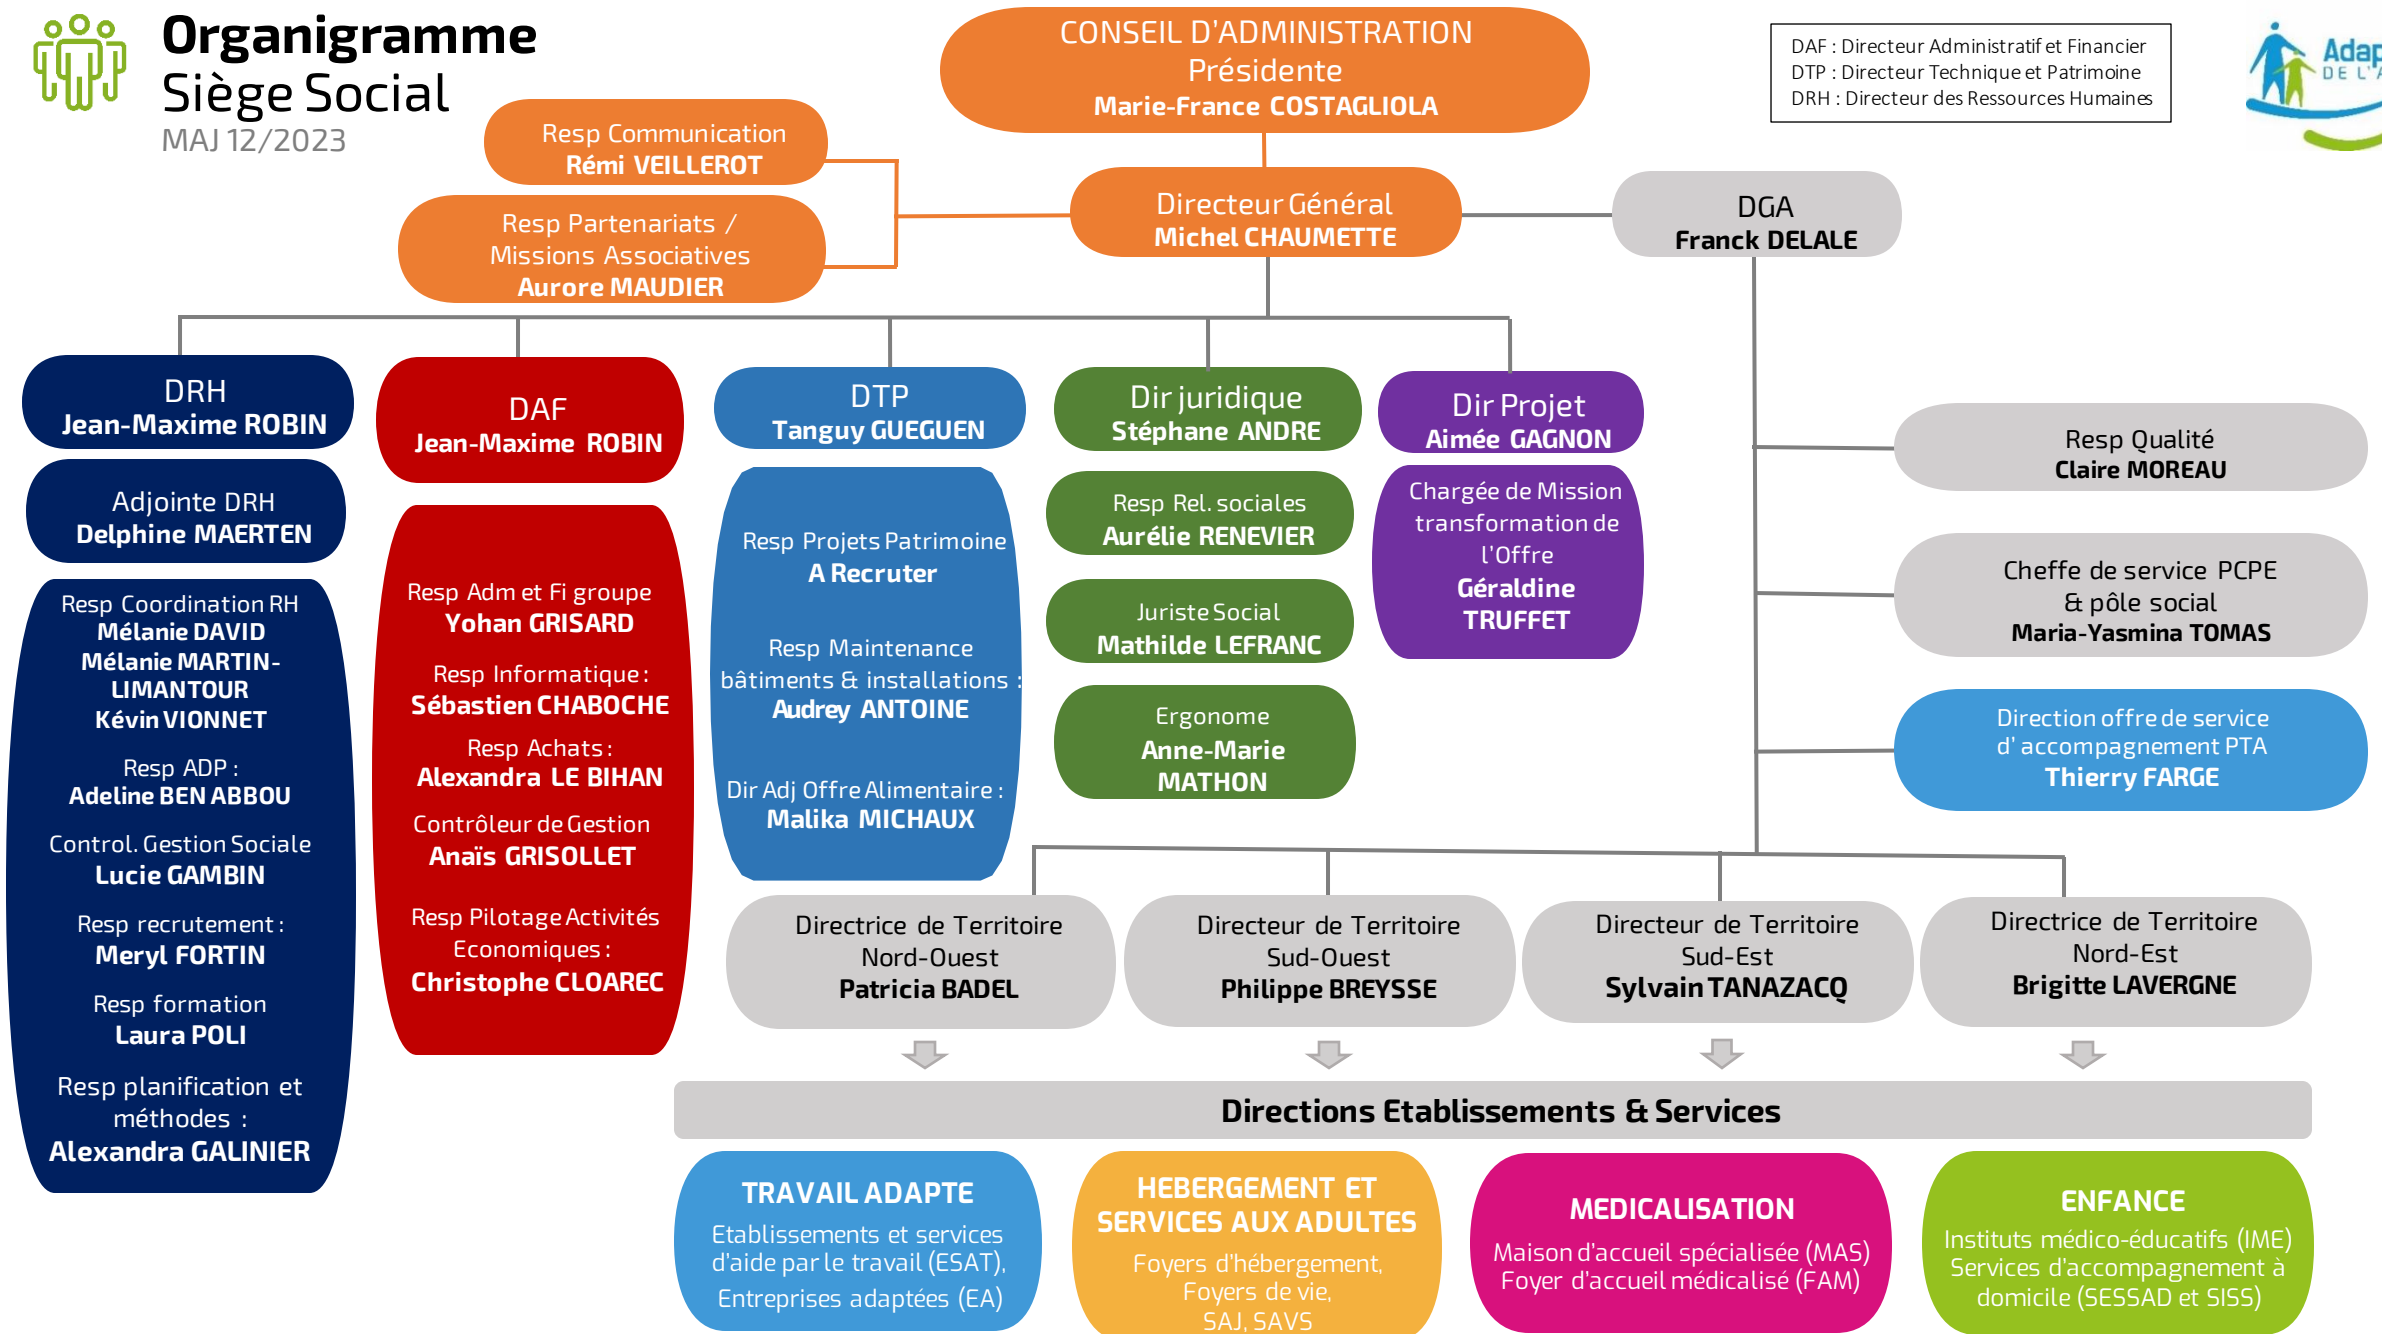 Organigramme
Siège Social
MAJ 12/2023
CONSEIL D'ADMINISTRATION
Présidente
Marie-France COSTAGLIOLA
DAF : Directeur Administratif et Financier
DTP : Directeur Technique et Patrimoine
DRH : Directeur des Ressources Humaines
Resp Communication
Rémi VEILLEROT
Resp Partenariats /
Missions Associatives
Aurore MAUDIER
Directeur Général
Michel CHAUMETTE
DGA
Franck DELALE
DRH
Jean-Maxime ROBIN
Adjointe DRH
Delphine MAERTEN
Resp Coordination RH
Mélanie DAVID
Mélanie MARTIN-
LIMANTOUR
Kévin VIONNET
Resp ADP :
Adeline BEN ABBOU
Control. Gestion Sociale
Lucie GAMBIN
Resp recrutement :
Meryl FORTIN
Resp formation
Laura POLI
Resp planification et
méthodes :
Alexandra GALINIER
DAF
Jean-Maxime ROBIN
Resp Adm et Fi groupe
Yohan GRISARD
Resp Informatique :
Sébastien CHABOCHE
Resp Achats :
Alexandra LE BIHAN
Contrôleur de Gestion
Anaïs GRISOLLET
Resp Pilotage Activités
Economiques :
Christophe CLOAREC
DTP
Tanguy GUEGUEN
Resp Projets Patrimoine
A Recruter
Resp Maintenance
bâtiments & installations :
Audrey ANTOINE
Dir Adj Offre Alimentaire :
Malika MICHAUX
Dir juridique
Stéphane ANDRE
Resp Rel. sociales
Aurélie RENEVIER
Juriste Social
Mathilde LEFRANC
Ergonome
Anne-Marie
MATHON
Dir Projet
Aimée GAGNON
Chargée de Mission
transformation de
l'Offre
Géraldine
TRUFFET
Resp Qualité
Claire MOREAU
Cheffe de service PCPE
& pôle social
Maria-Yasmina TOMAS
Direction offre de service
d' accompagnement PTA
Thierry FARGE
Directrice de Territoire
Nord-Ouest
Patricia BADEL
Directeur de Territoire
Sud-Ouest
Philippe BREYSSE
Directeur de Territoire
Sud-Est
Sylvain TANAZACQ
Directrice de Territoire
Nord-Est
Brigitte LAVERGNE
Directions Etablissements & Services
TRAVAIL ADAPTE
Etablissements et services
d'aide par le travail (ESAT),
Entreprises adaptées (EA)
HEBERGEMENT ET
SERVICES AUX ADULTES
Foyers d'hébergement,
Foyers de vie,
SAJ, SAVS
MEDICALISATION
Maison d'accueil spécialisée (MAS)
Foyer d'accueil médicalisé (FAM)
ENFANCE
Instituts médico-éducatifs (IME)
Services d'accompagnement à
domicile (SESSAD et SISS)